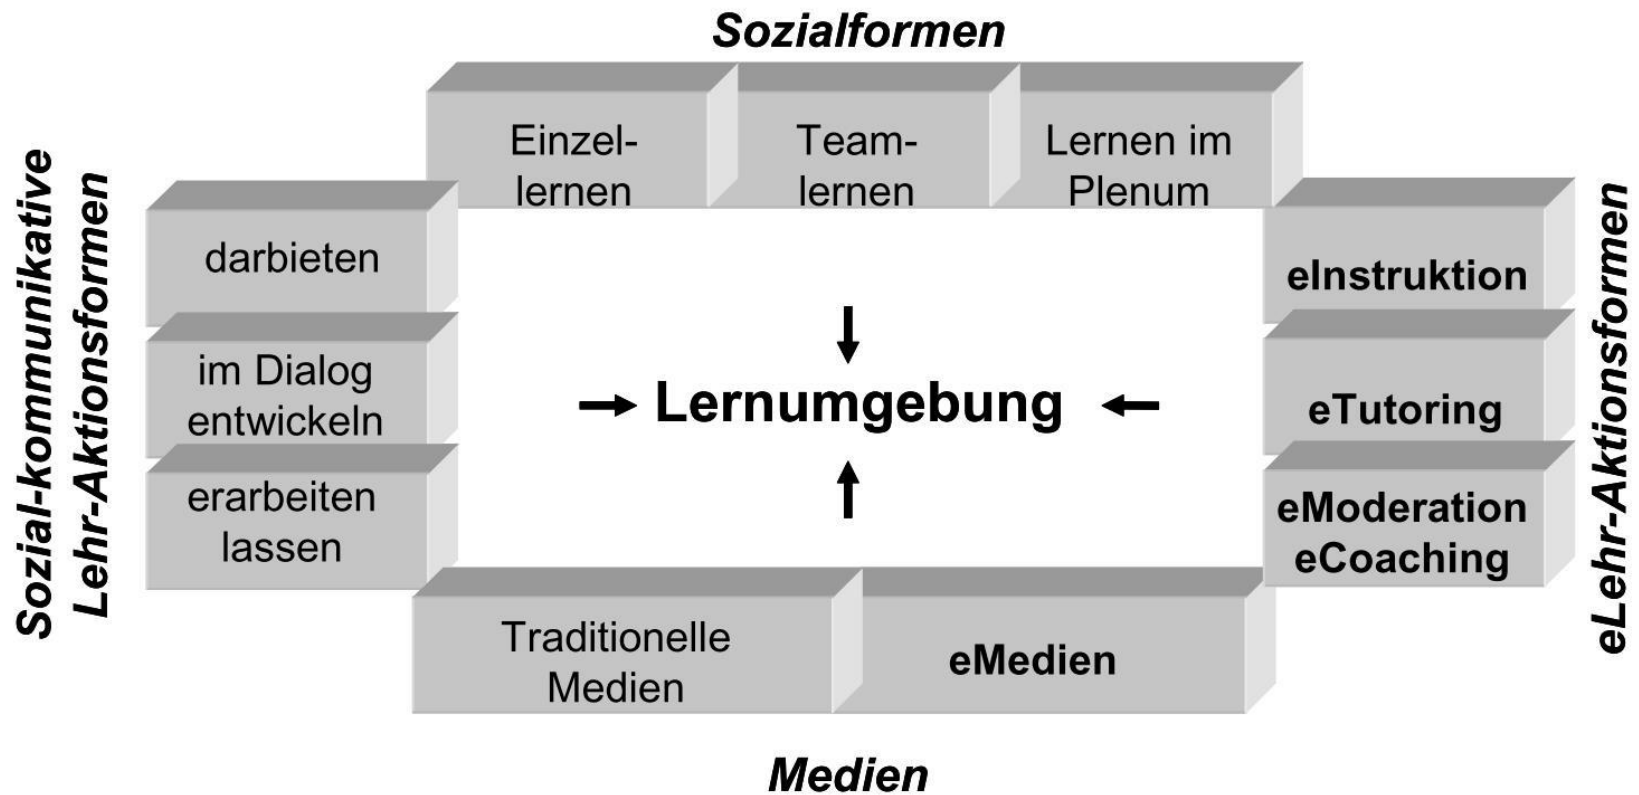 Sozialformen
Einzel-
lernen
Team-
lernen
Lernen im
Plenum
Sozial-kommunikative
Lehr-Aktionsformen
darbieten
im Dialog
entwickeln
erarbeiten
lassen
Lernumgebung
eInstruktion
eTutoring
eModeration
eCoaching
eLehr-Aktionsformen
Traditionelle
Medien
eMedien
Medien